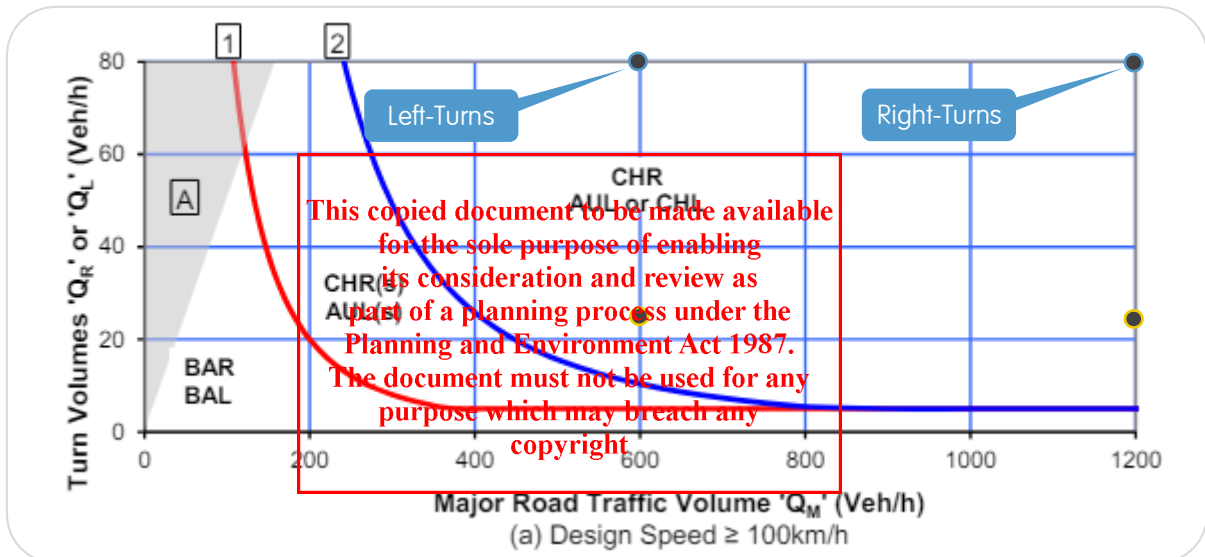 1
2
80
60
40
20
0
Turn Volumes 'Q_R' or 'Q_L' (Veh/h)
Left-Turns
Right-Turns
A
CHR
AUL or CHL
CHR(s)
AUL(s)
BAR
BAL
This copied document to be made available
for the sole purpose of enabling
its consideration and review as
part of a planning process under the
Planning and Environment Act 1987.
The document must not be used for any
purpose which may breach any
copyright
0 200 400 600 800 1000 1200
Major Road Traffic Volume 'Q_M' (Veh/h)
(a) Design Speed ≥ 100km/h